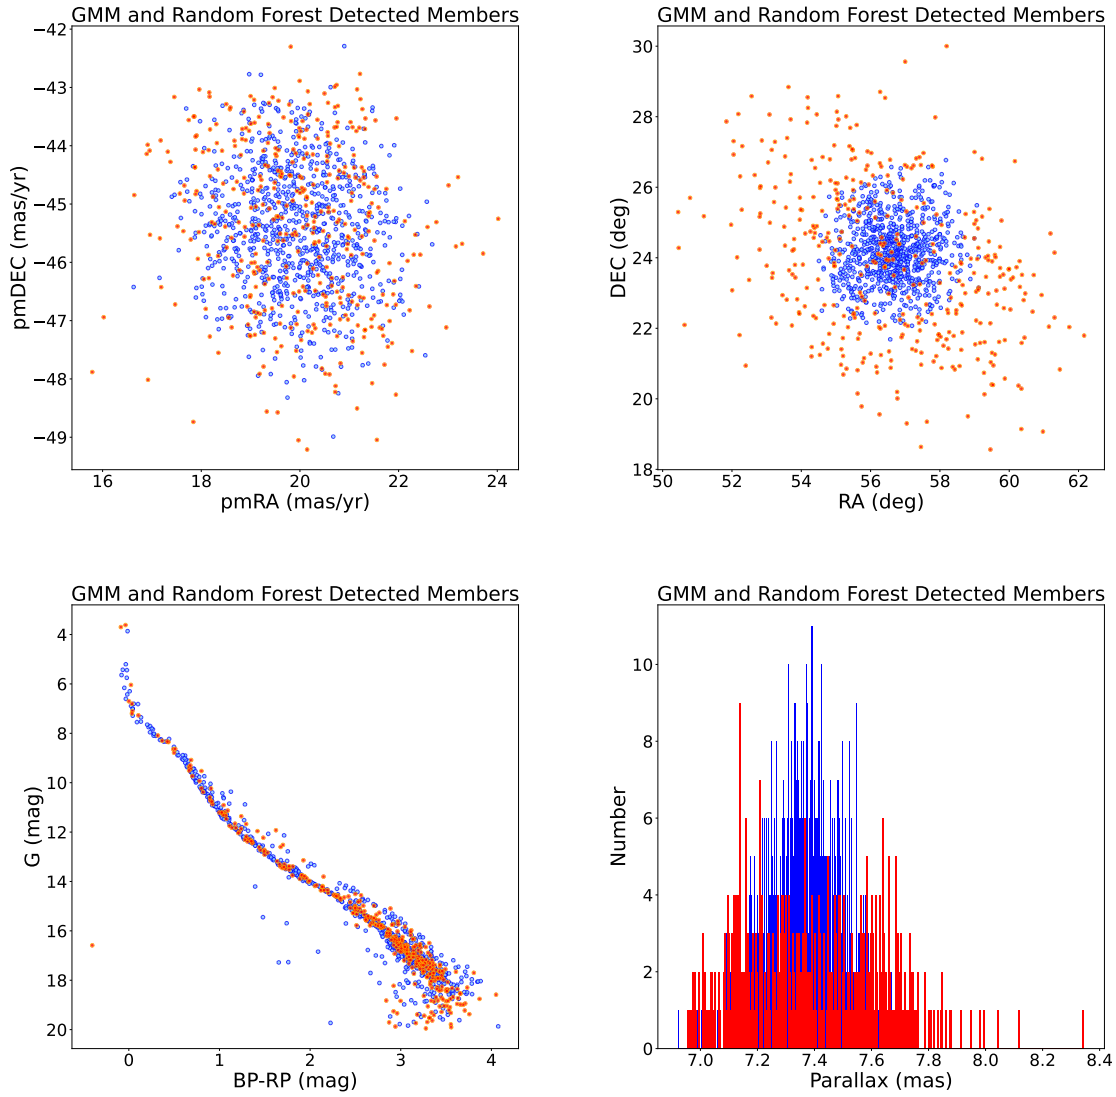 GMM and Random Forest Detected Members
−42
−43
−44
−45
−46
−47
−48
−49
pmDEC (mas/yr)
16 18 20 22 24
pmRA (mas/yr)
GMM and Random Forest Detected Members
30
28
26
24
22
20
18
DEC (deg)
50 52 54 56 58 60 62
RA (deg)
GMM and Random Forest Detected Members
4
6
8
10
12
14
16
18
20
G (mag)
0 1 2 3 4
BP-RP (mag)
GMM and Random Forest Detected Members
10
8
6
4
2
0
Number
7.0 7.2 7.4 7.6 7.8 8.0 8.2 8.4
Parallax (mas)